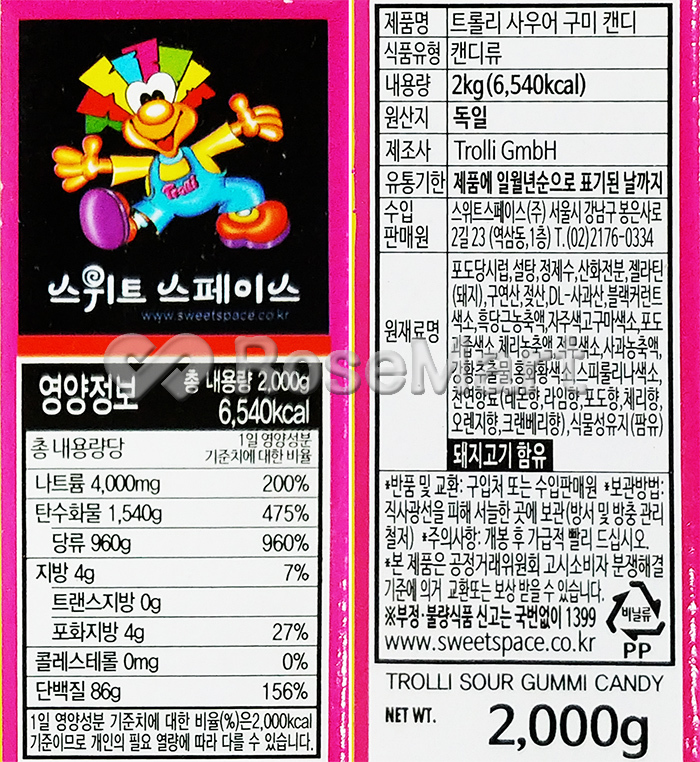 Trolli
스위트 스페이스
www.sweetspace.co.kr
영양정보
총 내용량 2,000g
6,540kcal
총 내용량당
1일 영양성분
기준치에 대한 비율
나트륨 4,000mg 200%
탄수화물 1,540g 475%
당류 960g 960%
지방 4g 7%
트랜스지방 0g
포화지방 4g 27%
콜레스테롤 0mg 0%
단백질 86g 156%
1일 영양성분 기준치에 대한 비율(%)은2,000kcal
기준이므로 개인의 필요 열량에 따라 다를 수 있습니다.
제품명 트롤리 사우어 구미 캔디
식품유형 캔디류
내용량 2kg(6,540kcal)
원산지 독일
제조사 Trolli GmbH
유통기한 제품에 일월년순으로 표기된 날까지
수입
판매원
스위트스페이스(주) 서울시 강남구 봉은사로
2길 23 (역삼동,1층) T.(02)2176-0334
원재료명
포도당시럽,설탕,정제수,산화전분,젤라틴
(돼지),구연산,젖산,DL-사과산,블랙커런트
색소,흑당근농축액,자주색고구마색소,포도
과즙색소,체리농축액,적무색소,사과농축액,
강황추출물,홍화황색소,스피룰리나색소,
천연향료(레몬향,라임향,포도향,체리향,
오렌지향,크랜베리향), 식물성유지(팜유)
돼지고기 함유
*반품 및 교환: 구입처 또는 수입판매원 *보관방법:
직사광선을 피해 서늘한 곳에 보관(방서 및 방충 관리
철저) *주의사항: 개봉 후 가급적 빨리 드십시오.
*본 제품은 공정거래위원회 고시소비자 분쟁해결
기준에 의거 교환또는 보상 받을 수 있습니다.
※부정·불량식품 신고는 국번없이 1399
www.sweetspace.co.kr
비닐류
PP
TROLLI SOUR GUMMI CANDY
NET WT. 2,000g
RoseMart